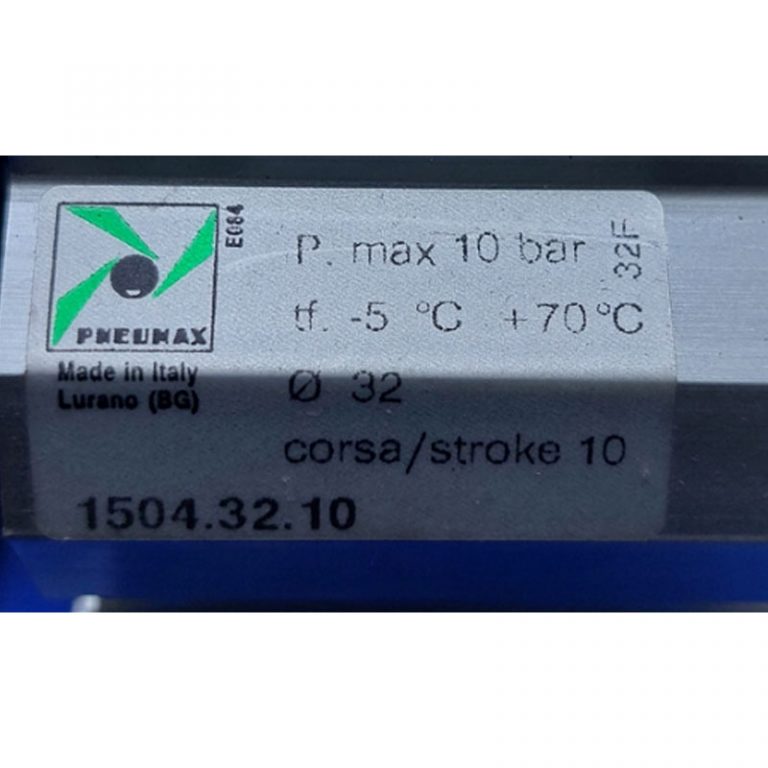 PNEUMAX
E084
Made in Italy
Lurano (BG)
P. max 10 bar
32F
tf. -5 °C +70°C
Ø 32
corsa/stroke 10
1504.32.10